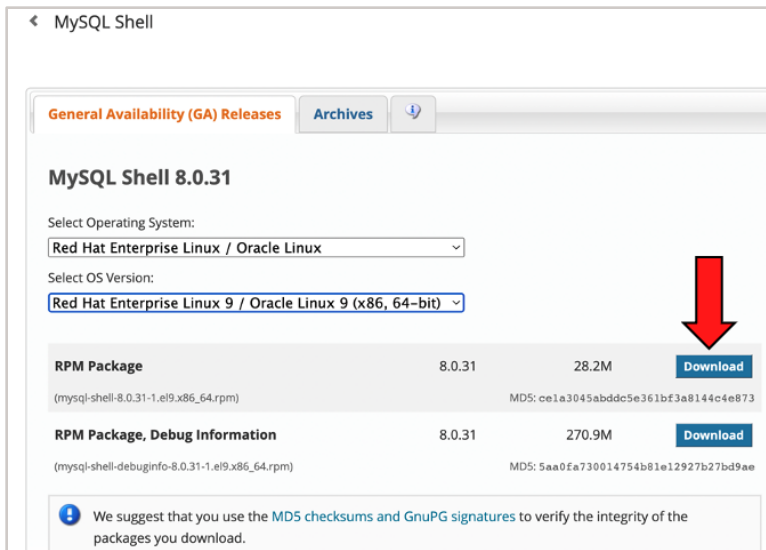 MySQL Shell
General Availability (GA) Releases Archives
MySQL Shell 8.0.31
Select Operating System:
Red Hat Enterprise Linux / Oracle Linux
Select OS Version:
Red Hat Enterprise Linux 9 / Oracle Linux 9 (x86, 64-bit)
RPM Package 8.0.31 28.2M Download
(mysql-shell-8.0.31-1.el9.x86_64.rpm) MD5: ce1a3045abddc5e361bf3a8144c4e873
RPM Package, Debug Information 8.0.31 270.9M Download
(mysql-shell-debuginfo-8.0.31-1.el9.x86_64.rpm) MD5: 5aa0fa730014754b81e12927b27bd9ae
We suggest that you use the MD5 checksums and GnuPG signatures to verify the integrity of the
packages you download.